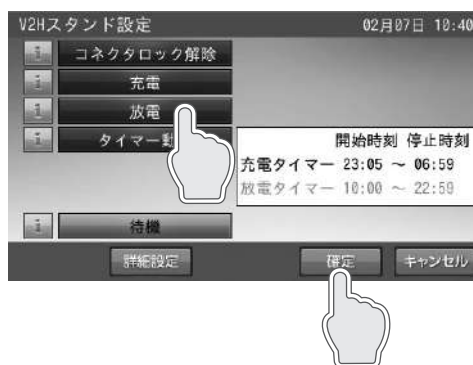 V2Hスタンド設定 02月07日 10:40
i コネクタロック解除
i 充電
i 放電
i タイマー動
開始時刻 停止時刻
充電タイマー 23:05 ～ 06:59
放電タイマー 10:00 ～ 22:59
i 待機
詳細設定 確定 キャンセル